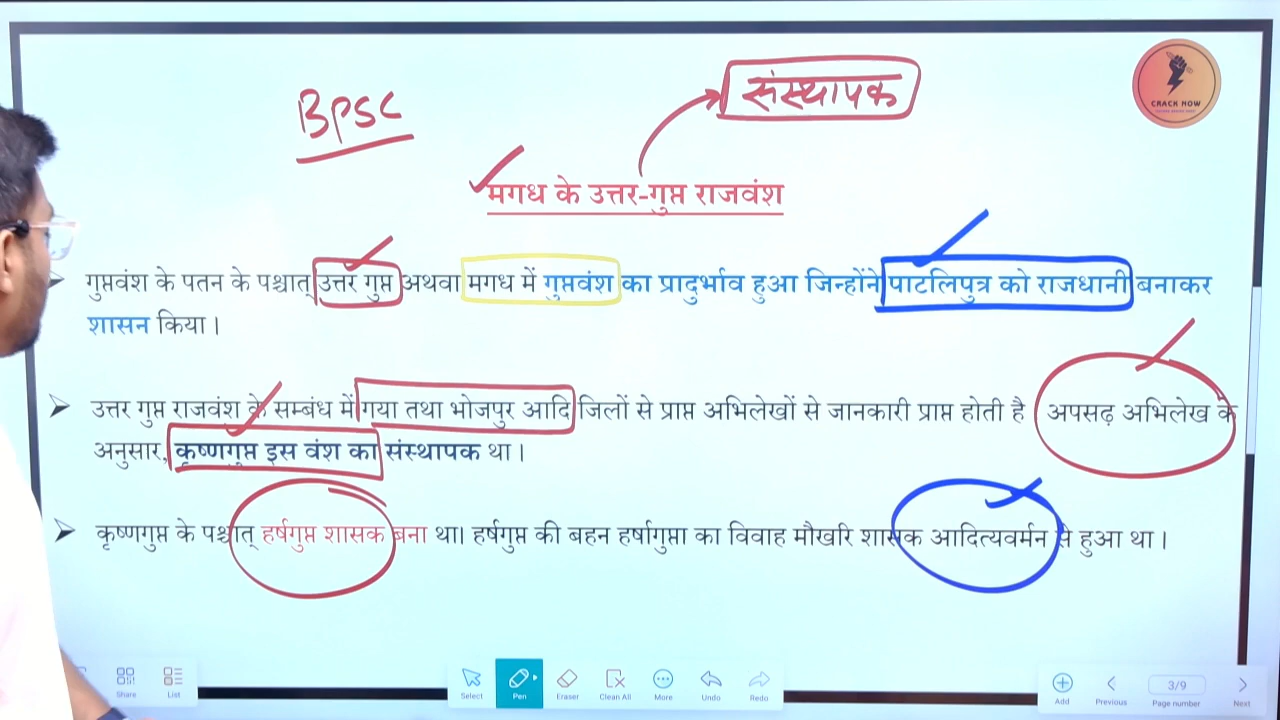 BPSC
संस्थापक
CRACK NOW
मगध के उत्तर-गुप्त राजवंश
गुप्तवंश के पतन के पश्चात् उत्तर गुप्त अथवा मगध में गुप्तवंश का प्रादुर्भाव हुआ जिन्होंने पाटलिपुत्र को राजधानी बनाकर
शासन किया।
उत्तर गुप्त राजवंश के सम्बंध में गया तथा भोजपुर आदि जिलों से प्राप्त अभिलेखों से जानकारी प्राप्त होती है अपसढ़ अभिलेख के
अनुसार, कृष्णगुप्त इस वंश का संस्थापक था।
कृष्णगुप्त के पश्चात् हर्षगुप्त शासक बना था। हर्षगुप्त की बहन हर्षागुप्ता का विवाह मौखरि शासक आदित्यवर्मन से हुआ था।
Share List Select Pen Eraser Clean All More Undo Redo Add Previous 3/9 Page number Next